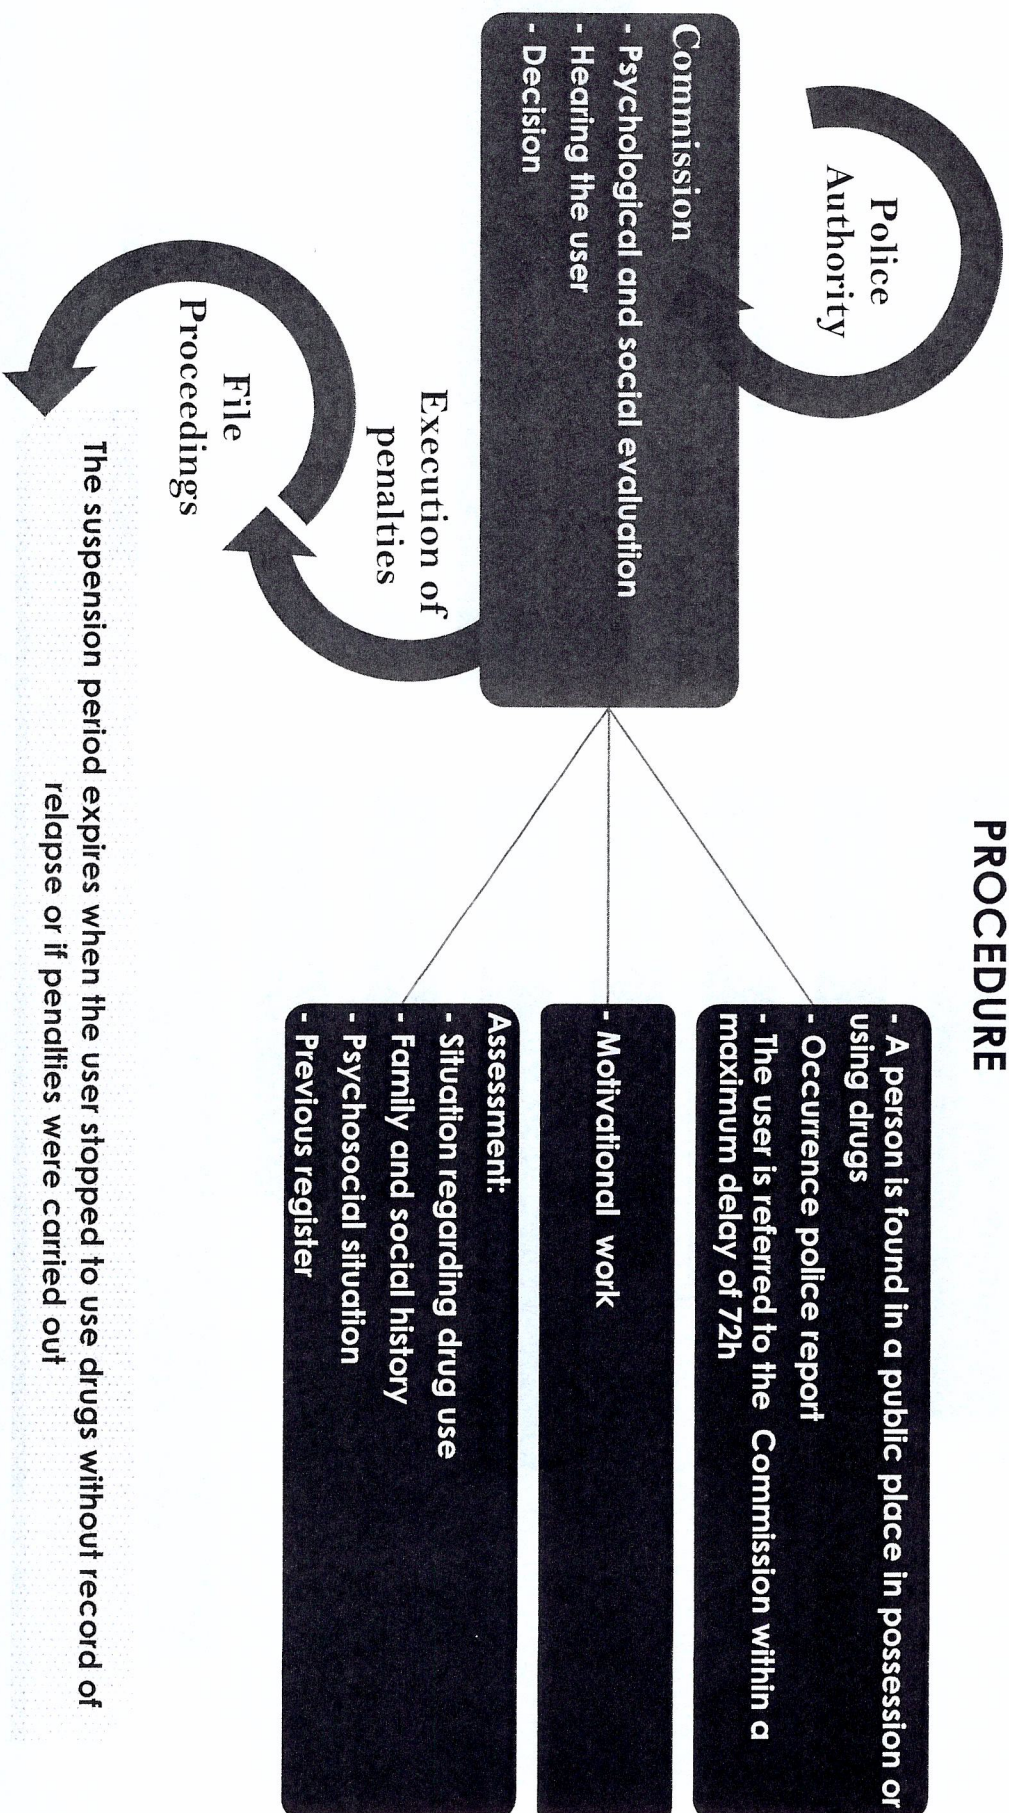 PROCEDURE
Police
Authority
Commission
- Psychological and social evaluation
- Hearing the user
- Decision
Execution of
penalties
File
Proceedings
- A person is found in a public place in possession or
using drugs
- Occurrence police report
- The user is referred to the Commission within a
maximum delay of 72h
- Motivational work
Assessment:
- Situation regarding drug use
- Family and social history
- Psychosocial situation
- Previous register
The suspension period expires when the user stopped to use drugs without record of
relapse or if penalties were carried out